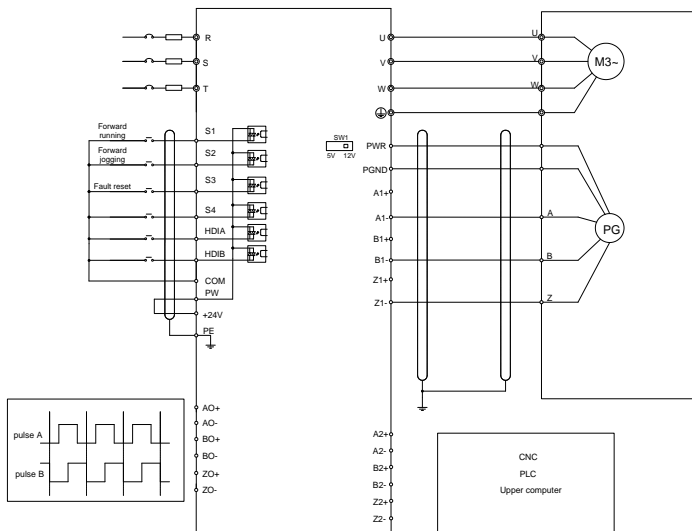 R
S
T
U
V
W
U
V
W
M3~
Forward
running
Forward
jogging
Fault reset
S1
S2
S3
S4
HDIA
HDIB
COM
PW
+24V
PE
SW1
5V 12V
PWR
PGND
A1+
A1-
B1+
B1-
Z1+
Z1-
A
B
Z
PG
pulse A
pulse B
AO+
AO-
BO+
BO-
ZO+
ZO-
A2+
A2-
B2+
B2-
Z2+
Z2-
CNC
PLC
Upper computer